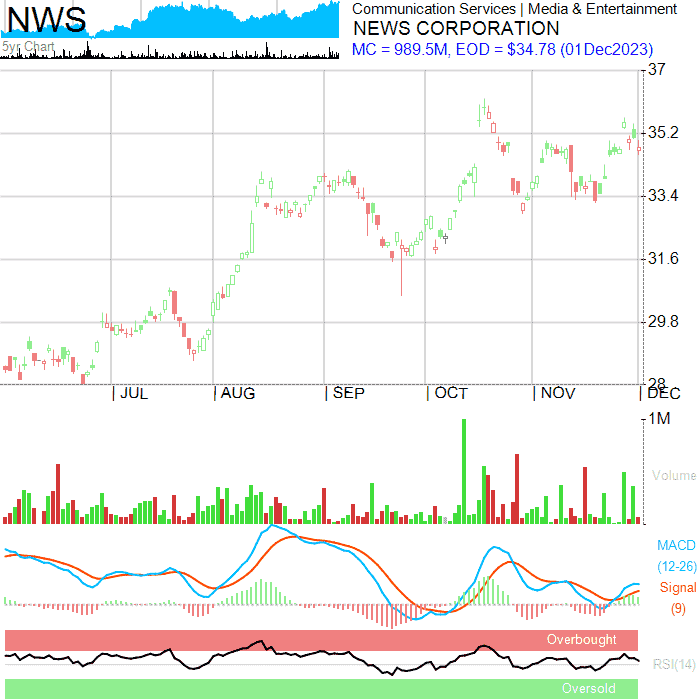 NWS
5yr Chart
Communication Services | Media & Entertainment
NEWS CORPORATION
MC = 989.5M, EOD = $34.78 (01Dec2023)
37
35.2
33.4
31.6
29.8
28
JUL AUG SEP OCT NOV DEC
1M
Volume
MACD
(12-26)
Signal
(9)
Overbought
RSI(14)
Oversold